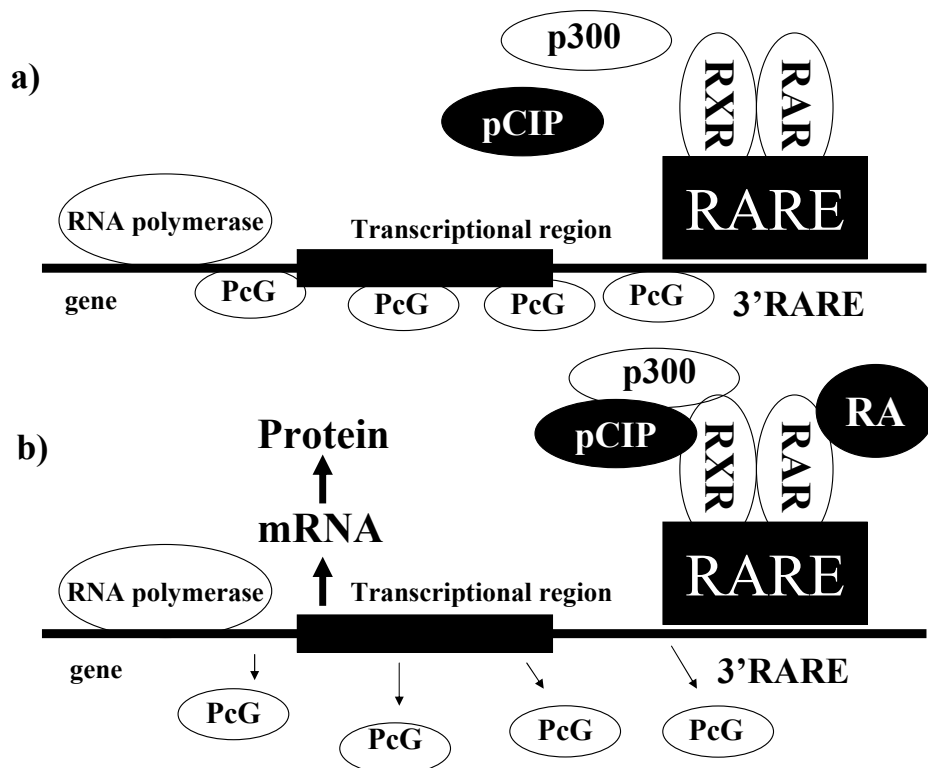 a)
p300
pCIP
RXR
RAR
RARE
RNA polymerase
Transcriptional region
gene
PcG
PcG
PcG
PcG
3’RARE
b)
p300
pCIP
RXR
RAR
RA
RARE
Protein
mRNA
RNA polymerase
Transcriptional region
gene
3’RARE
PcG
PcG
PcG
PcG